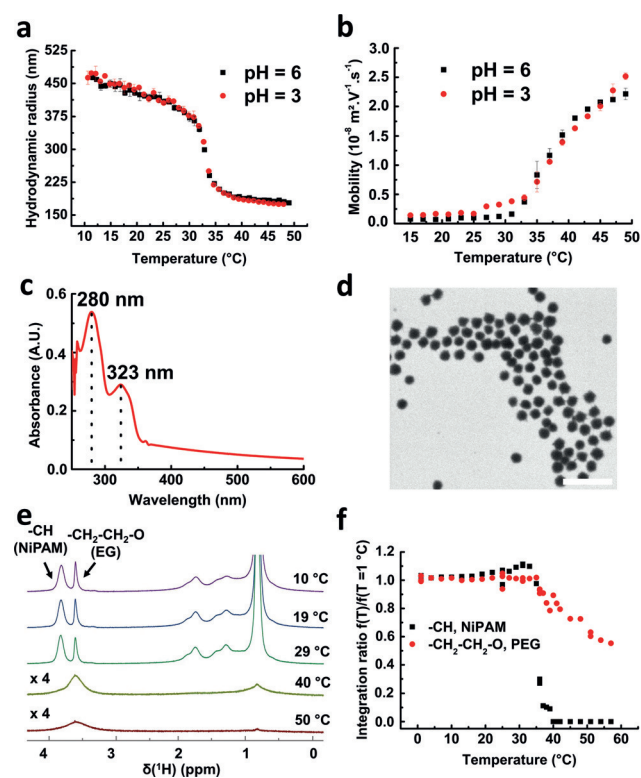 a
Hydrodynamic radius (nm)
525
450
375
300
225
150
pH = 6
pH = 3
10 15 20 25 30 35 40 45 50
Temperature (°C)
b
Mobility (10⁻⁸ m².V⁻¹.s⁻¹)
3.0
2.5
2.0
1.5
1.0
0.5
0.0
pH = 6
pH = 3
15 20 25 30 35 40 45 50
Temperature (°C)
c
Absorbance (A.U.)
0.6
0.4
0.2
0.0
280 nm
323 nm
300 400 500 600
Wavelength (nm)
d
e
-CH
(NiPAM)
-CH₂-CH₂-O
(EG)
10 °C
19 °C
29 °C
x 4
40 °C
x 4
50 °C
4 3 2 1 0
δ(¹H) (ppm)
f
Integration ratio f(T)/f(T =1 °C)
1.4
1.2
1.0
0.8
0.6
0.4
0.2
0.0
-CH, NiPAM
-CH₂-CH₂-O, PEG
0 10 20 30 40 50 60
Temperature (°C)